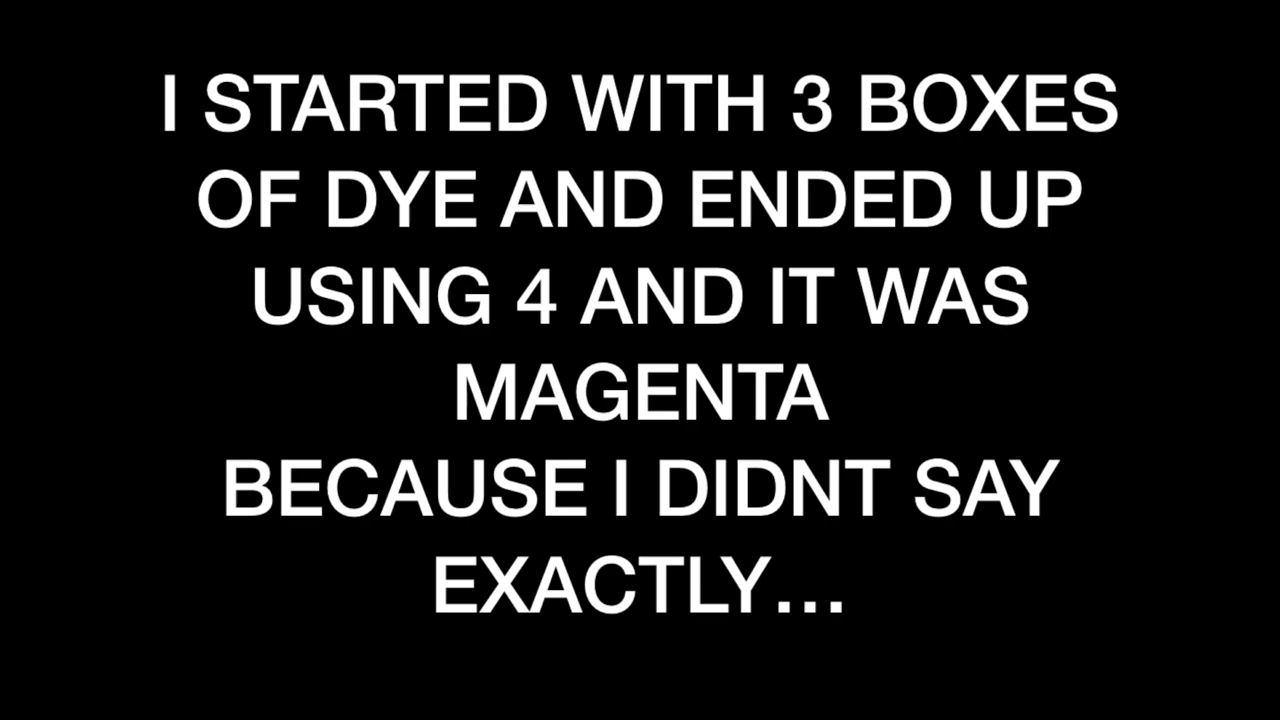 I STARTED WITH 3 BOXES
OF DYE AND ENDED UP
USING 4 AND IT WAS
MAGENTA
BECAUSE I DIDNT SAY
EXACTLY...